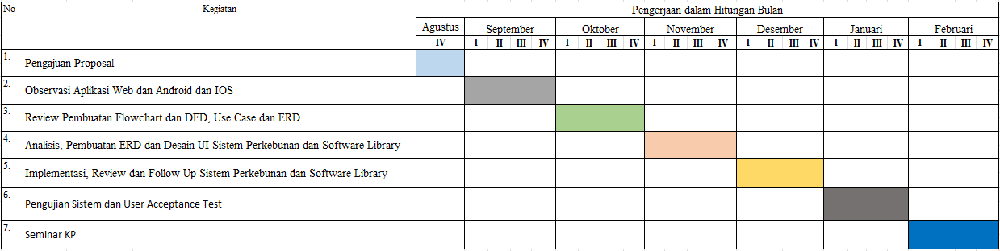 No Kegiatan Pengerjaan dalam Hitungan Bulan
Agustus September Oktober November Desember Januari Februari
IV I II III IV I II III IV I II III IV I II III IV I II III IV I II III IV
1. Pengajuan Proposal
2. Observasi Aplikasi Web dan Android dan IOS
3. Review Pembuatan Flowchart dan DFD, Use Case dan ERD
4. Analisis, Pembuatan ERD dan Desain UI Sistem Perkebunan dan Software Library
5. Implementasi, Review dan Follow Up Sistem Perkebunan dan Software Library
6. Pengujian Sistem dan User Acceptance Test
7. Seminar KP